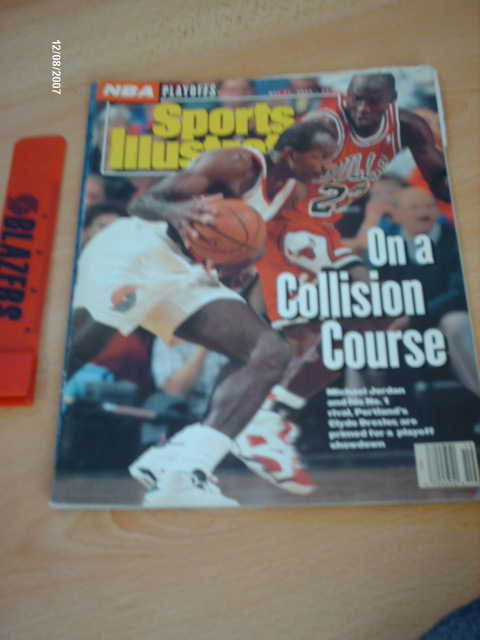 12/08/2007
NBA PLAYOFFS
Sports
Illustrated
BULLS
23
On a
Collision
Course
Michael Jordan
and his No. 1
rival, Portland's
Clyde Drexler, are
primed for a playoff
showdown
BLAZERS